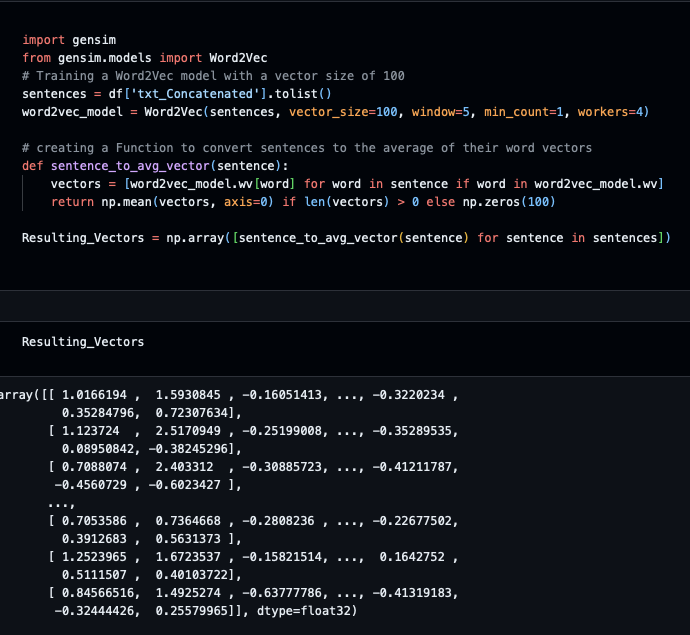 import gensim
from gensim.models import Word2Vec
# Training a Word2Vec model with a vector size of 100
sentences = df['txt_Concatenated'].tolist()
word2vec_model = Word2Vec(sentences, vector_size=100, window=5, min_count=1, workers=4)
# creating a Function to convert sentences to the average of their word vectors
def sentence_to_avg_vector(sentence):
    vectors = [word2vec_model.wv[word] for word in sentence if word in word2vec_model.wv]
    return np.mean(vectors, axis=0) if len(vectors) > 0 else np.zeros(100)
Resulting_Vectors = np.array([sentence_to_avg_vector(sentence) for sentence in sentences])
Resulting_Vectors
array([[ 1.0166194 ,  1.5930845 , -0.16051413, ..., -0.3220234 ,
         0.35284796,  0.72307634],
       [ 1.123724  ,  2.5170949 , -0.25199008, ..., -0.35289535,
         0.08950842, -0.38245296],
       [ 0.7088074 ,  2.403312  , -0.30885723, ..., -0.41211787,
        -0.4560729 , -0.6023427 ],
       ...,
       [ 0.7053586 ,  0.7364668 , -0.2808236 , ..., -0.22677502,
         0.3912683 ,  0.5631373 ],
       [ 1.2523965 ,  1.6723537 , -0.15821514, ...,  0.1642752 ,
         0.5111507 ,  0.40103722],
       [ 0.84566516,  1.4925274 , -0.63777786, ..., -0.41319183,
        -0.32444426,  0.25579965]], dtype=float32)